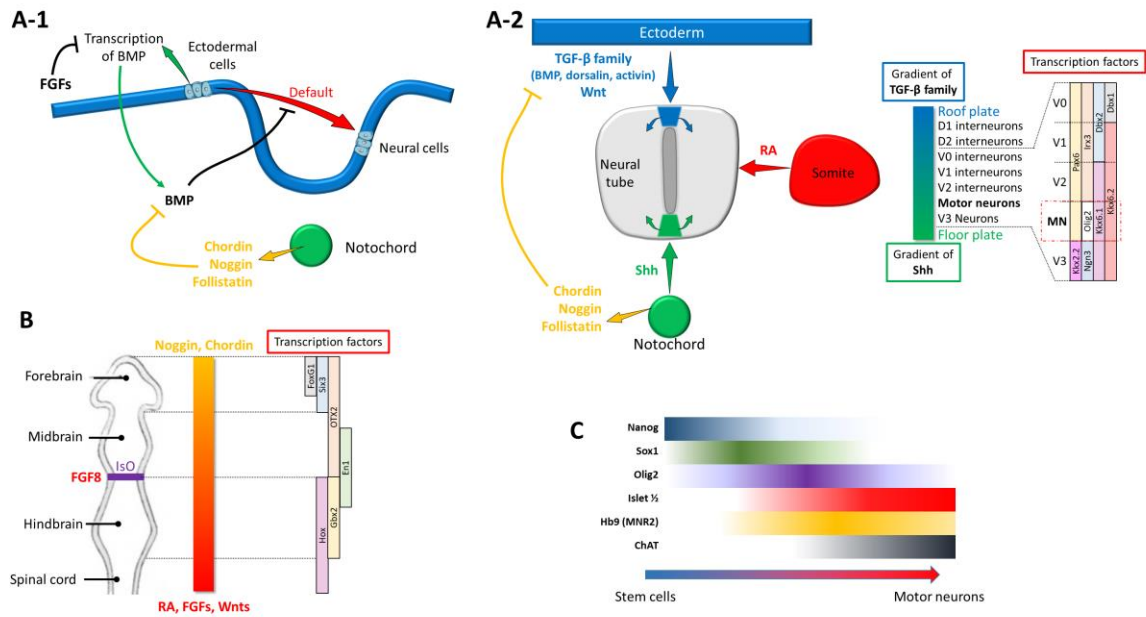 A-1
Transcription
of BMP
Ectodermal
cells
FGFs
Default
Neural cells
BMP
Chordin
Noggin
Follistatin
Notochord
A-2
Ectoderm
TGF-β family
(BMP, dorsalin, activin)
Wnt
Neural
tube
RA
Somite
Shh
Chordin
Noggin
Follistatin
Notochord
Gradient of
TGF-β family
Roof plate
D1 interneurons
D2 interneurons
V0 interneurons
V1 interneurons
V2 interneurons
Motor neurons
V3 Neurons
Floor plate
Gradient of
Shh
Transcription factors
V0
V1
V2
MN
V3
Pax6
Irx3
Dbx2
Dbx1
Olig2
Kkx6.1
Kkx6.2
Kkx2.2
Ngn3
B
Noggin, Chordin
Transcription factors
Forebrain
Midbrain
IsO
FGF8
Hindbrain
Spinal cord
RA, FGFs, Wnts
FoxG1
Six3
OTX2
En1
Hox
Gbx2
C
Nanog
Sox1
Olig2
Islet ½
Hb9 (MNR2)
ChAT
Stem cells
Motor neurons